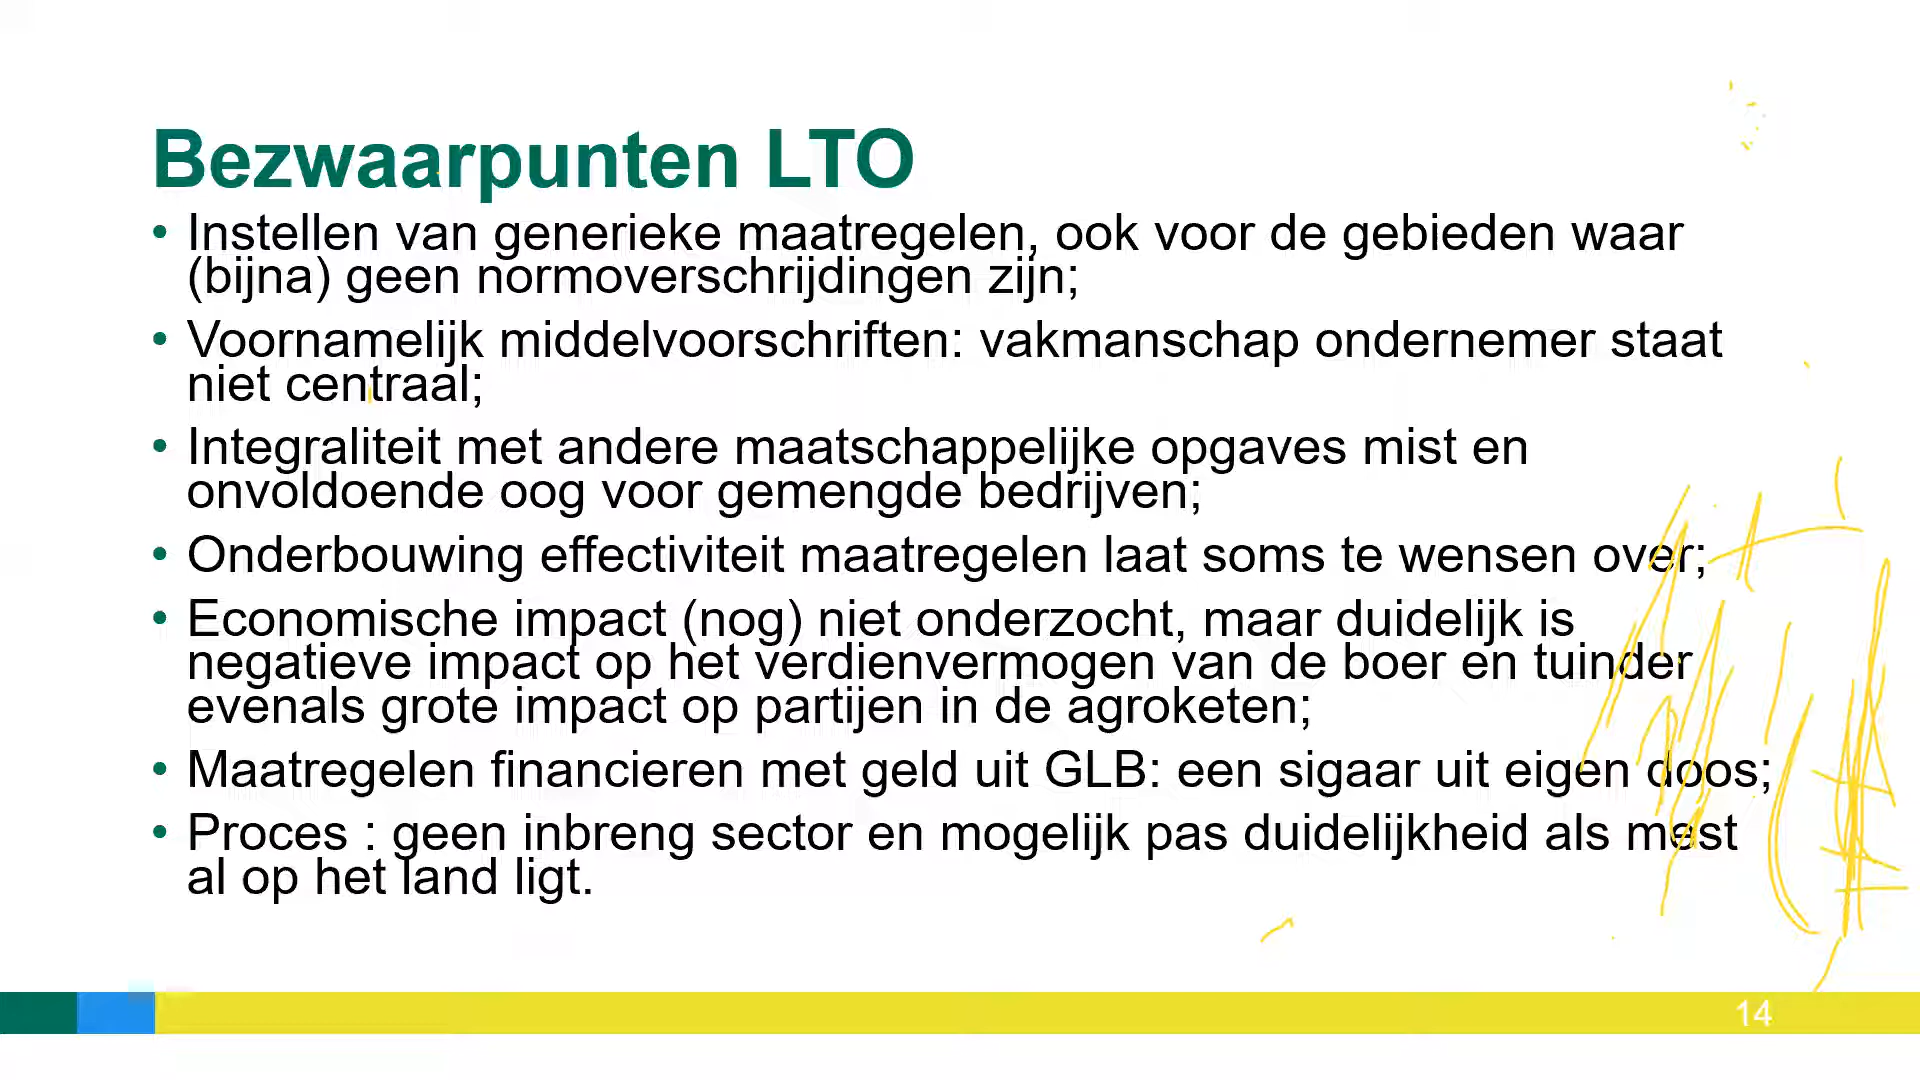 Bezwaarpunten LTO
• Instellen van generieke maatregelen, ook voor de gebieden waar
(bijna) geen normoverschrijdingen zijn;
• Voornamelijk middelvoorschriften: vakmanschap ondernemer staat
niet centraal;
• Integraliteit met andere maatschappelijke opgaves mist en
onvoldoende oog voor gemengde bedrijven;
• Onderbouwing effectiviteit maatregelen laat soms te wensen over;
• Economische impact (nog) niet onderzocht, maar duidelijk is
negatieve impact op het verdienvermogen van de boer en tuinder
evenals grote impact op partijen in de agroketen;
• Maatregelen financieren met geld uit GLB: een sigaar uit eigen doos;
• Proces : geen inbreng sector en mogelijk pas duidelijkheid als mest
al op het land ligt.
14